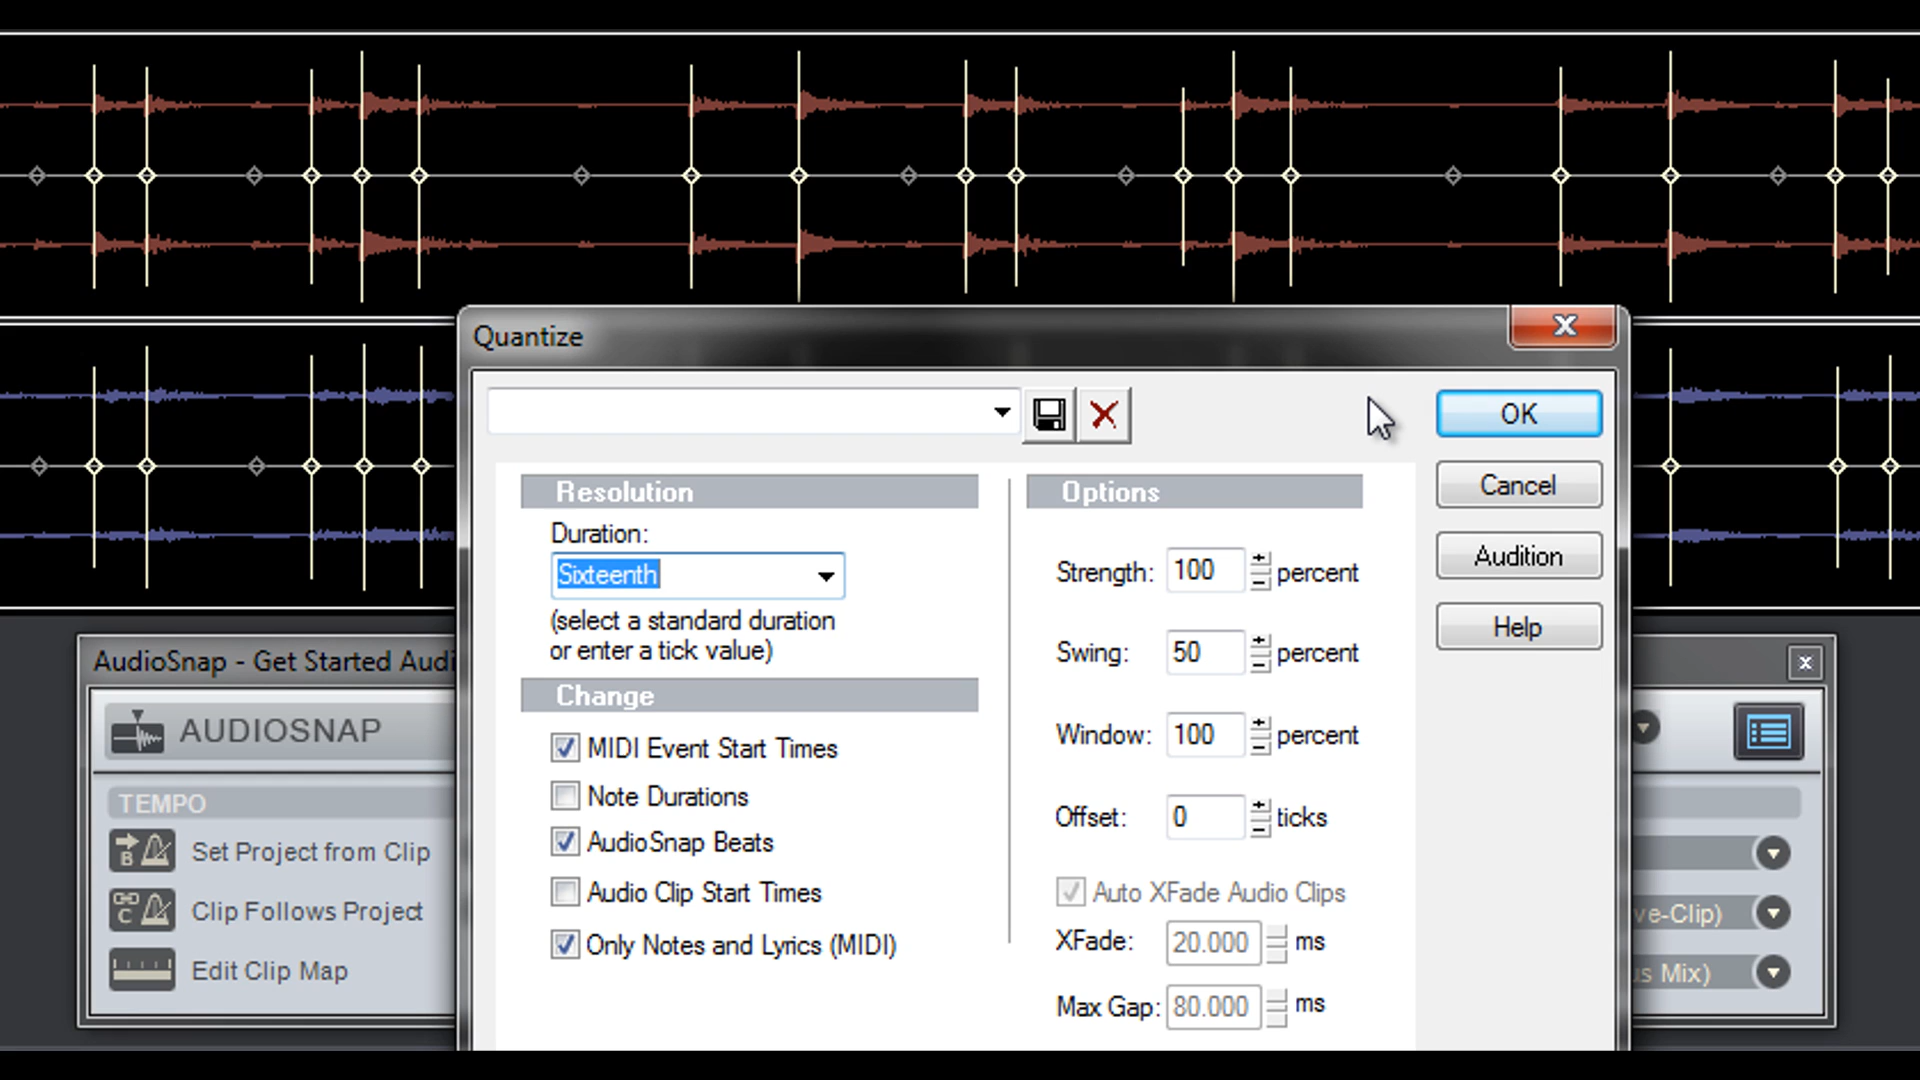 Quantize
OK
Resolution
Options
Cancel
Duration:
Sixteenth
Strength: 100 percent
Audition
(select a standard duration
or enter a tick value)
Help
Swing: 50 percent
AudioSnap - Get Started Audi
Change
AUDIOSNAP
MIDI Event Start Times
Window: 100 percent
Note Durations
TEMPO
Offset: 0 ticks
AudioSnap Beats
Set Project from Clip
B
Audio Clip Start Times
Auto XFade Audio Clips
Clip Follows Project
C
ve-Clip)
Only Notes and Lyrics (MIDI)
XFade: 20.000 ms
Edit Clip Map
us Mix)
Max Gap: 80.000 ms